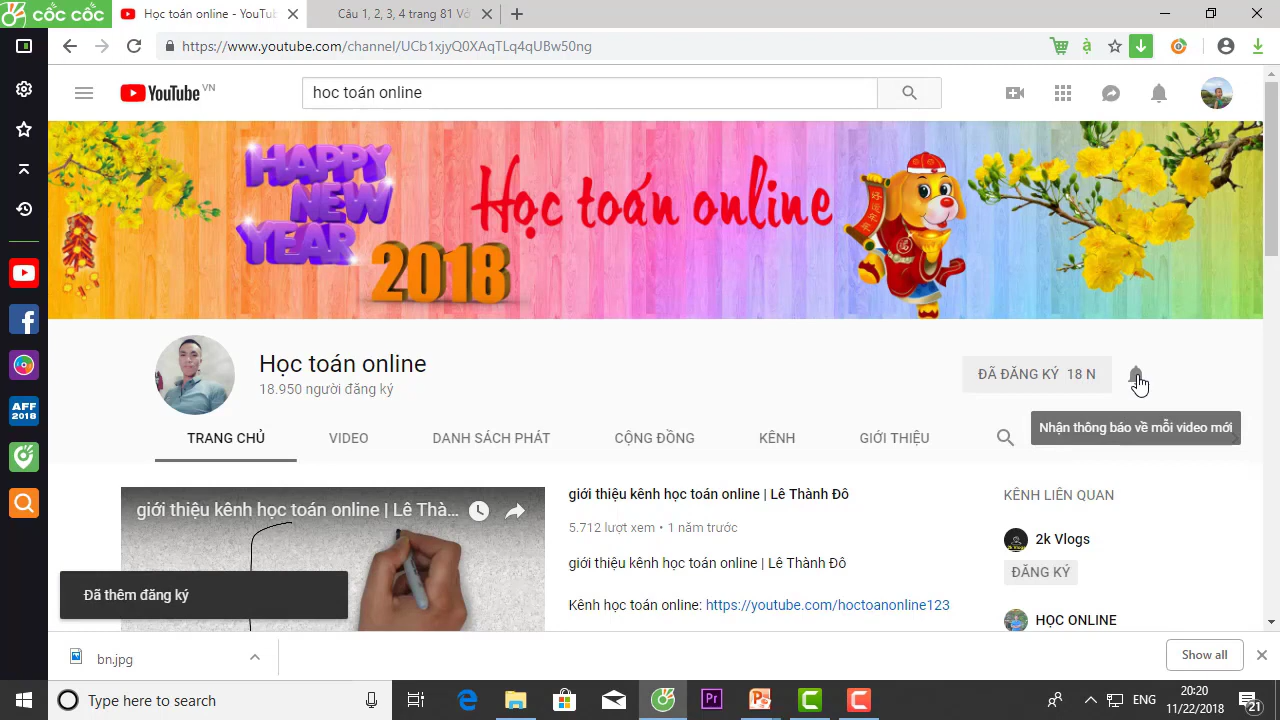 cốc cốc
Học toán online - YouTub
Câu 1, 2, 3, 4 trang 81 Vở
https://www.youtube.com/channel/UCb1xjyQ0XAqTLq4qUBw50ng
YouTube VN
hoc toán online
HAPPY
NEW
YEAR
2018
Học toán online
Học toán online
18.950 người đăng ký
ĐÃ ĐĂNG KÝ 18 N
Nhận thông báo về mỗi video mới
TRANG CHỦ
VIDEO
DANH SÁCH PHÁT
CỘNG ĐỒNG
KÊNH
GIỚI THIỆU
giới thiệu kênh học toán online | Lê Thà...
giới thiệu kênh học toán online | Lê Thành Đô
5.712 lượt xem • 1 năm trước
giới thiệu kênh học toán online | Lê Thành Đô
Kênh học toán online: https://youtube.com/hoctoanonline123
KÊNH LIÊN QUAN
2k Vlogs
ĐĂNG KÝ
HỌC ONLINE
Đã thêm đăng ký
AFF
2018
bn.jpg
Show all
Type here to search
Pr
ENG
20:20
11/22/2018
21